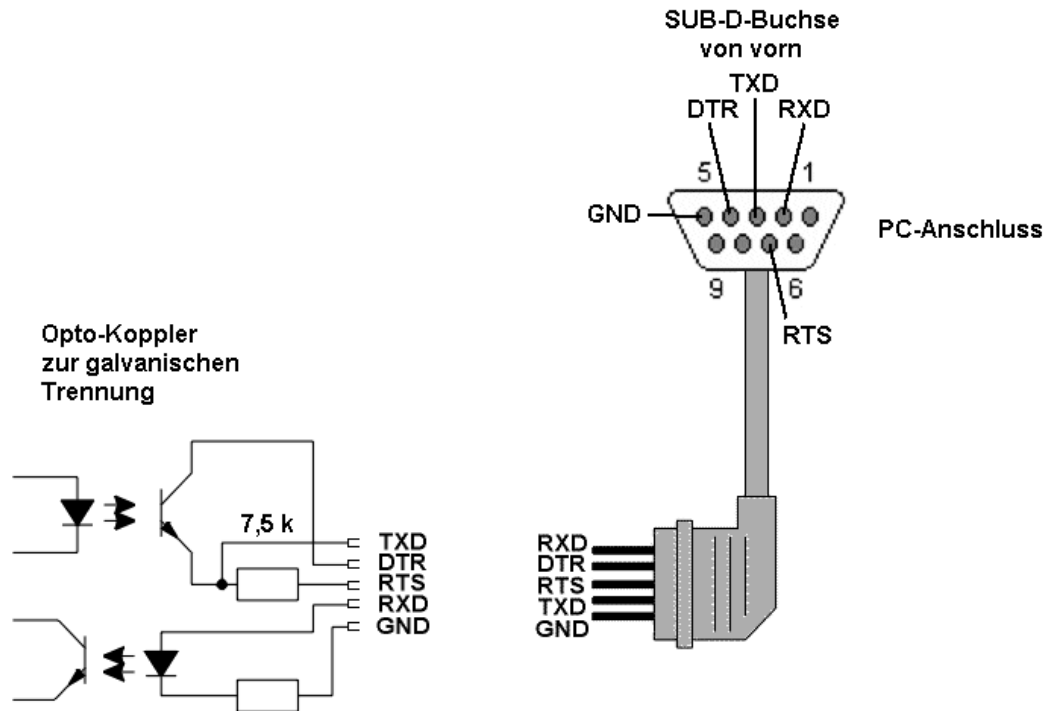 SUB-D-Buchse
von vorn
TXD
DTR
RXD
5
1
GND
PC-Anschluss
9
6
RTS
Opto-Koppler
zur galvanischen
Trennung
7,5 k
TXD
DTR
RTS
RXD
GND
RXD
DTR
RTS
TXD
GND